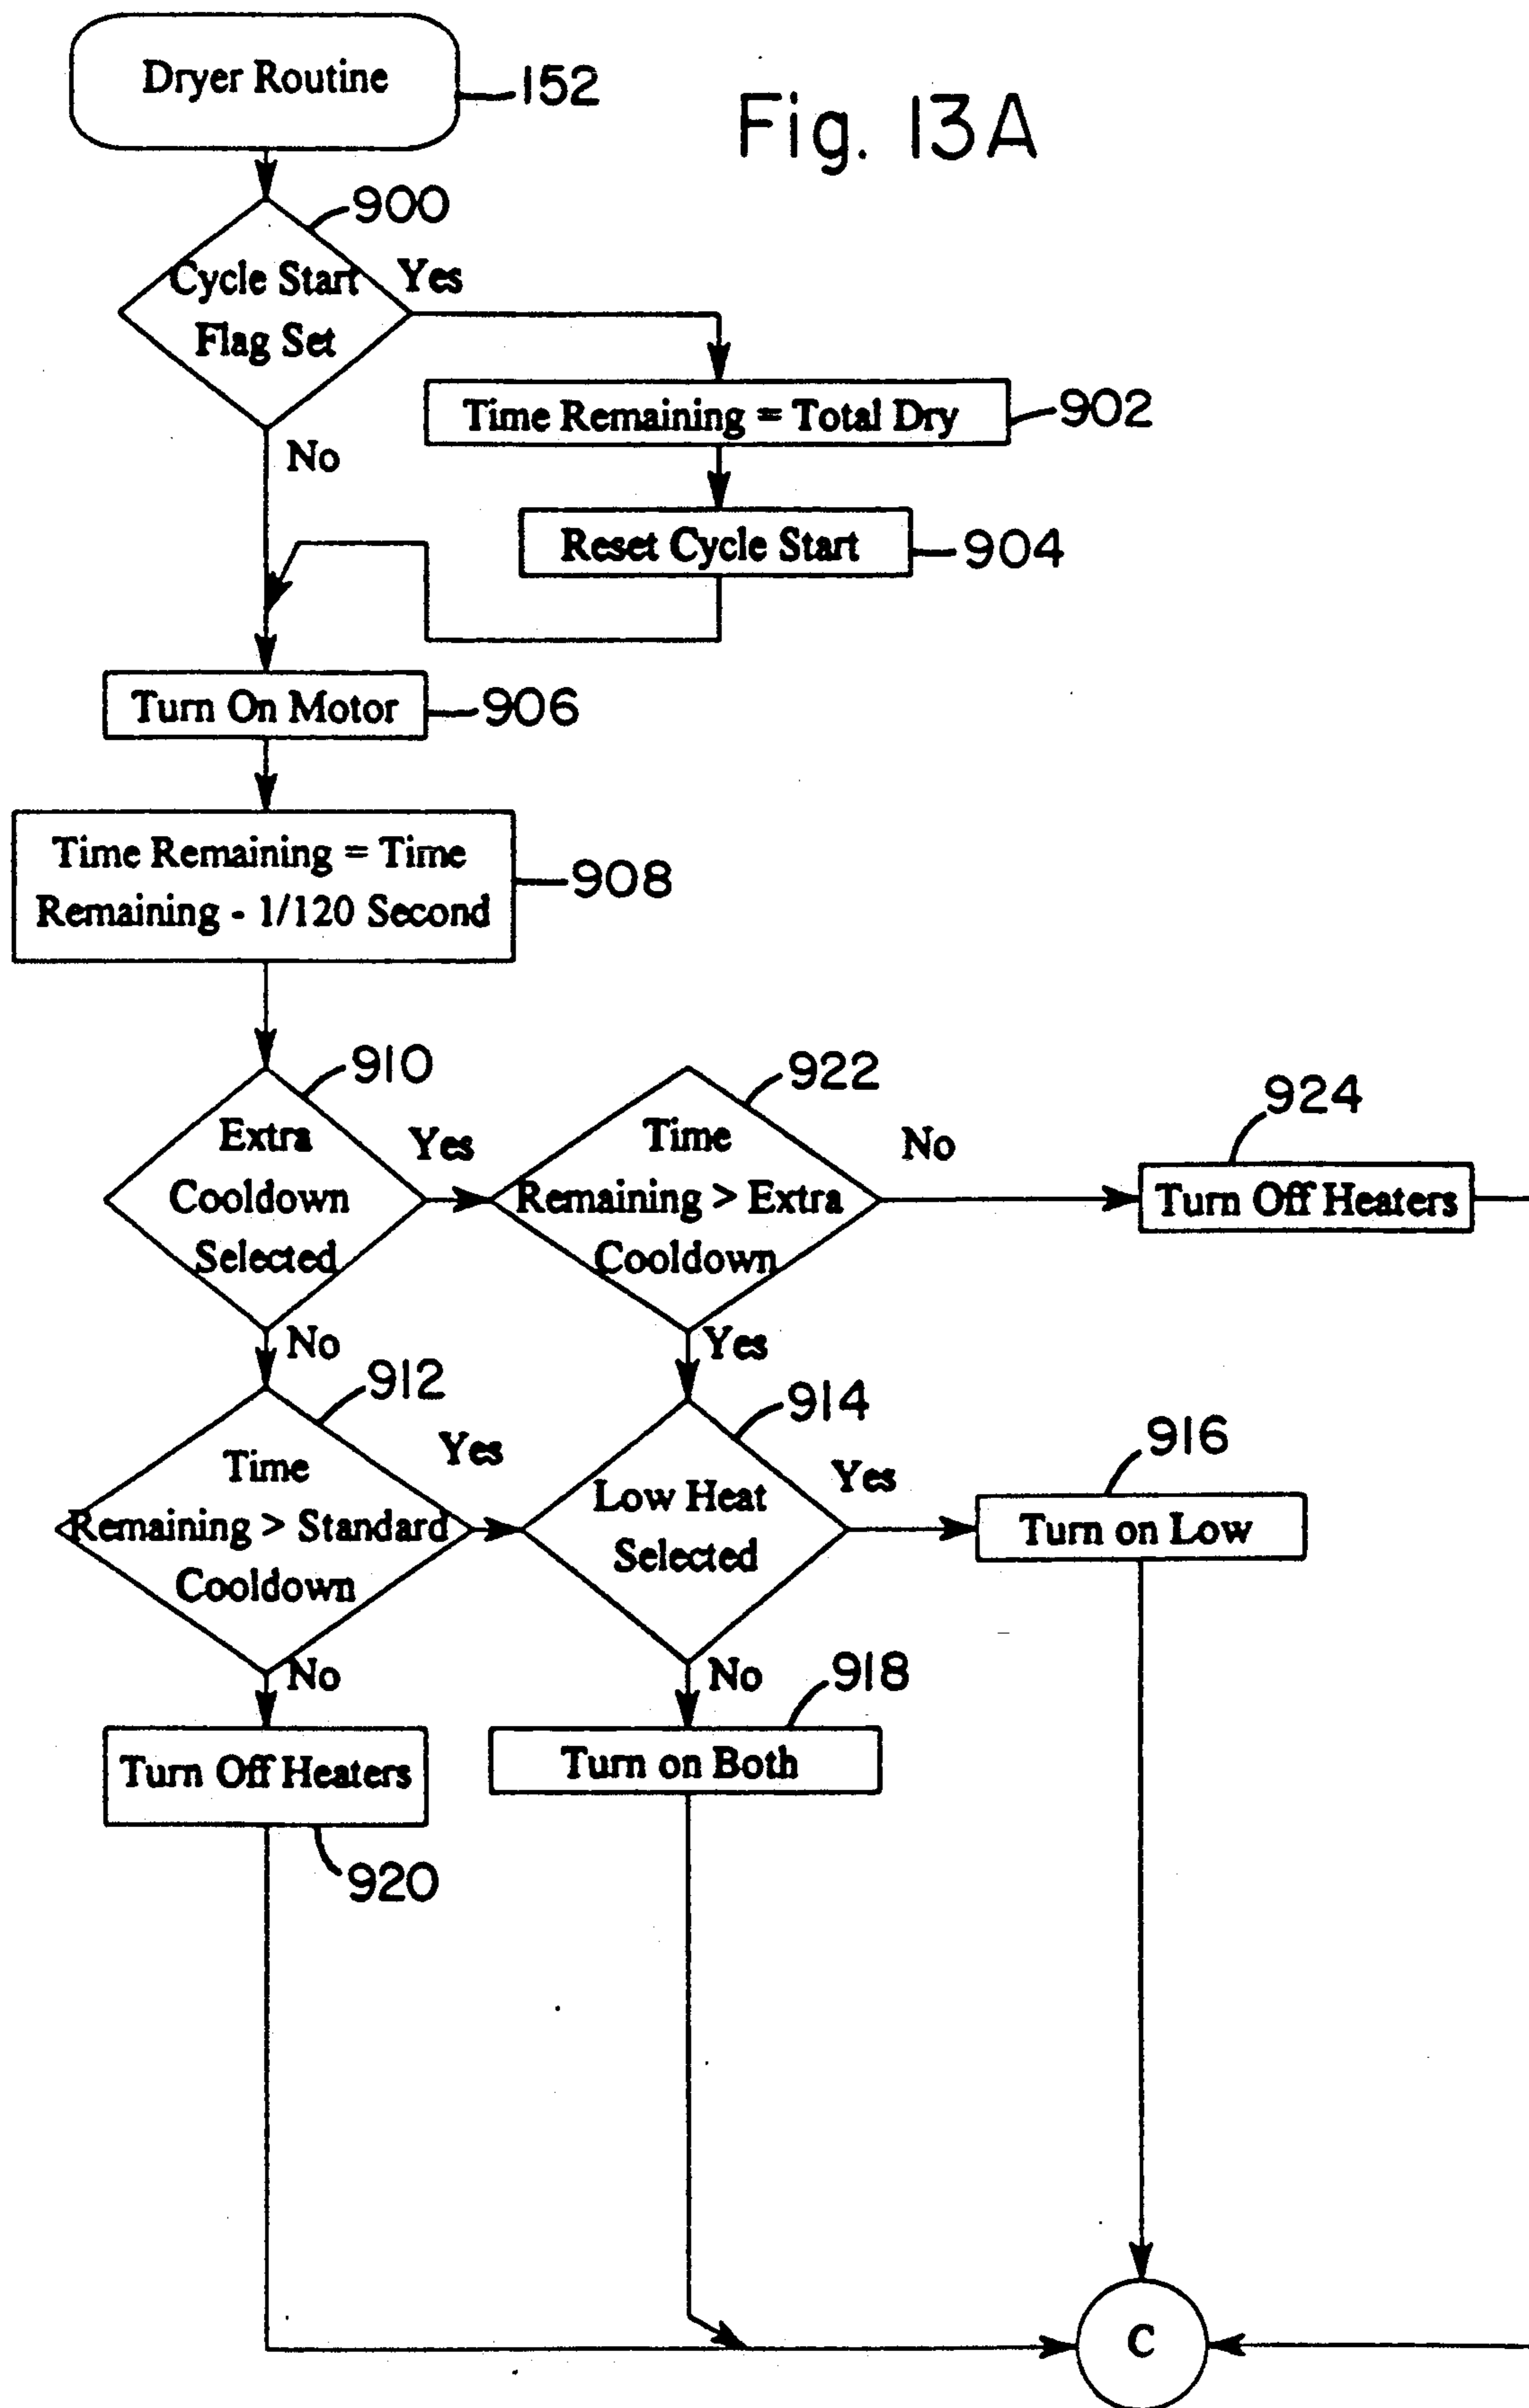 Dryer Routine
152
Fig. 13A
900
Cycle Start
Flag Set
Yes
No
Time Remaining = Total Dry
902
Reset Cycle Start
904
Turn On Motor
906
Time Remaining = Time
Remaining - 1/120 Second
908
910
Extra
Cooldown
Selected
Yes
No
922
Time
Remaining > Extra
Cooldown
No
Yes
924
Turn Off Heaters
912
Time
Remaining > Standard
Cooldown
Yes
No
914
Low Heat
Selected
Yes
No
916
Turn on Low
918
Turn on Both
Turn Off Heaters
920
C